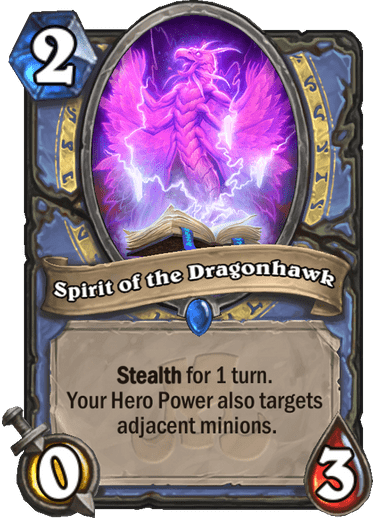 2
Spirit of the Dragonhawk
Stealth for 1 turn.
Your Hero Power also targets
adjacent minions.
0
3